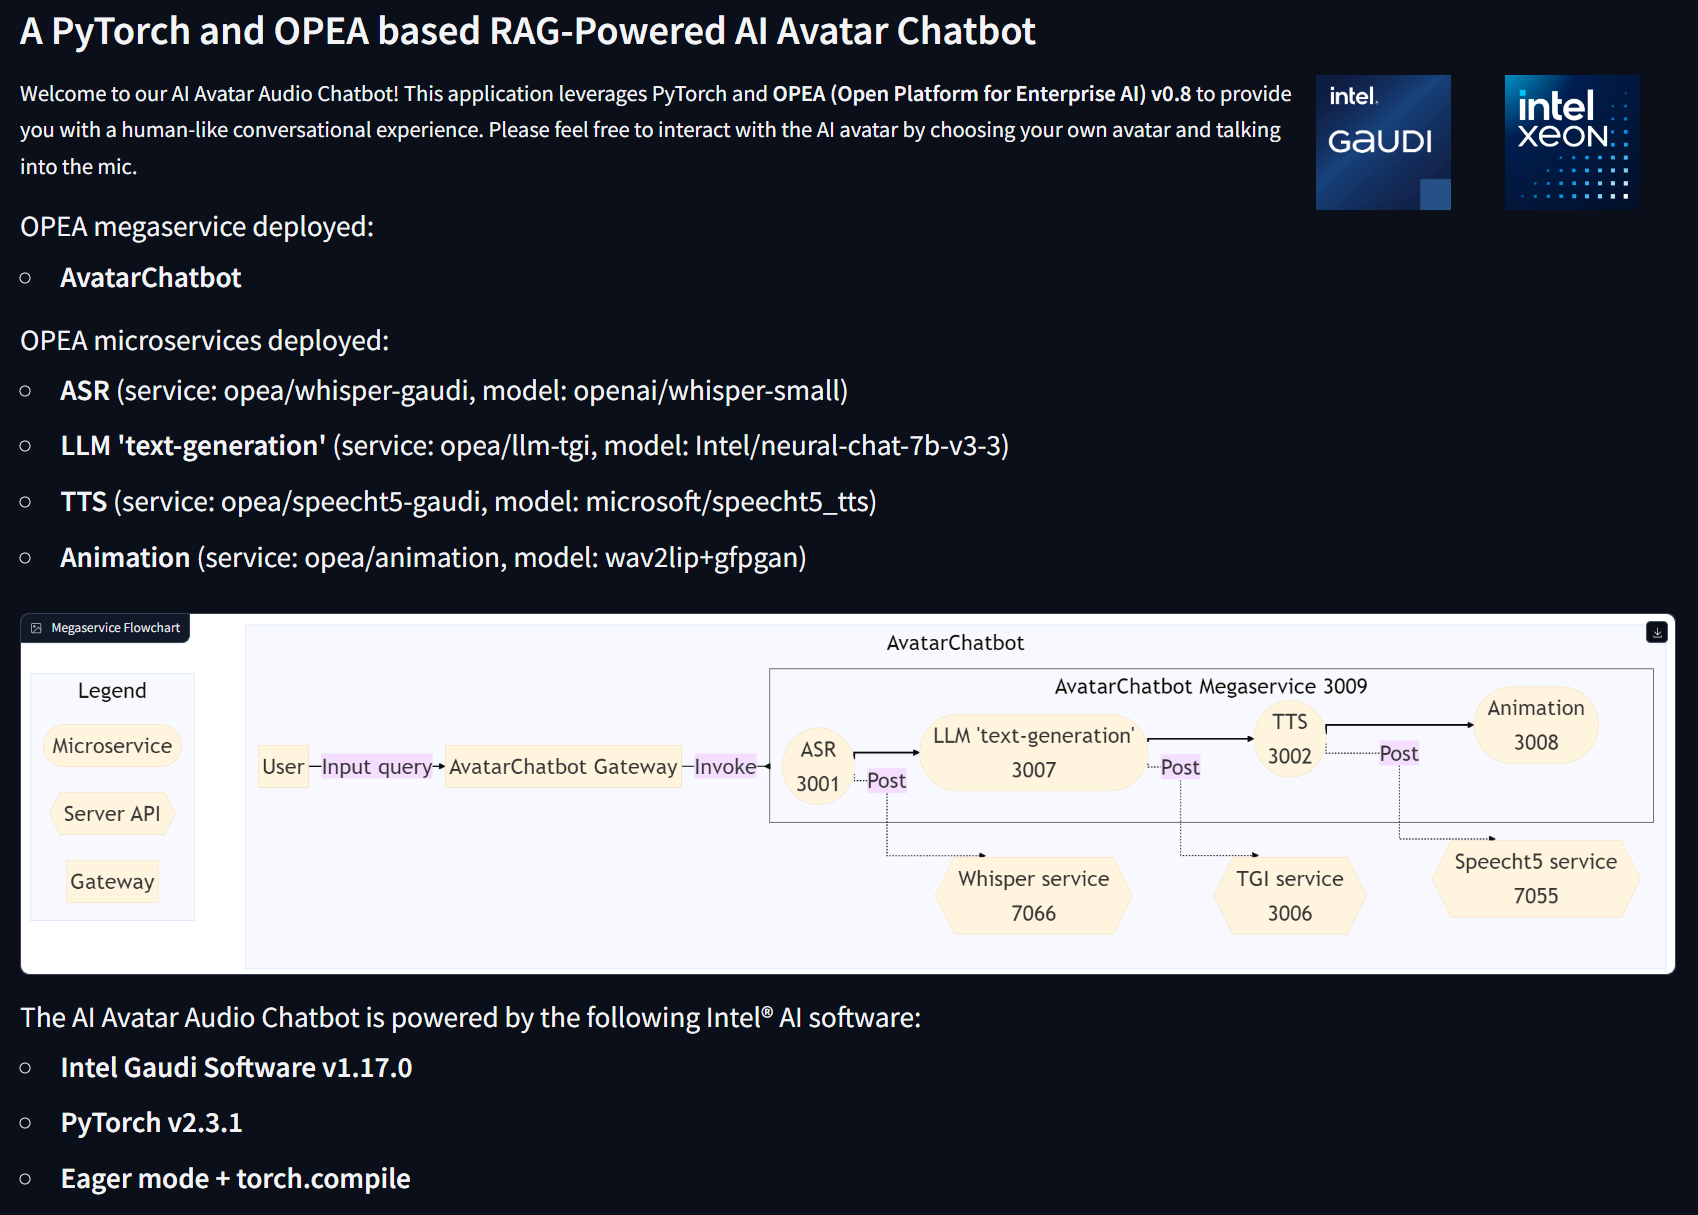 A PyTorch and OPEA based RAG-Powered AI Avatar Chatbot
Welcome to our AI Avatar Audio Chatbot! This application leverages PyTorch and OPEA (Open Platform for Enterprise AI) v0.8 to provide
you with a human-like conversational experience. Please feel free to interact with the AI avatar by choosing your own avatar and talking
into the mic.
intel.
GAUDI
intel
xeon
OPEA megaservice deployed:
AvatarChatbot
OPEA microservices deployed:
ASR (service: opea/whisper-gaudi, model: openai/whisper-small)
LLM 'text-generation' (service: opea/llm-tgi, model: Intel/neural-chat-7b-v3-3)
TTS (service: opea/speecht5-gaudi, model: microsoft/speecht5_tts)
Animation (service: opea/animation, model: wav2lip+gfpgan)
Megaservice Flowchart
Legend
Microservice
Server API
Gateway
AvatarChatbot
AvatarChatbot Megaservice 3009
User
Input query
AvatarChatbot Gateway
Invoke
ASR
3001
Post
LLM 'text-generation'
3007
Post
TTS
3002
Post
Animation
3008
Whisper service
7066
TGI service
3006
Speecht5 service
7055
The AI Avatar Audio Chatbot is powered by the following Intel® AI software:
Intel Gaudi Software v1.17.0
PyTorch v2.3.1
Eager mode + torch.compile